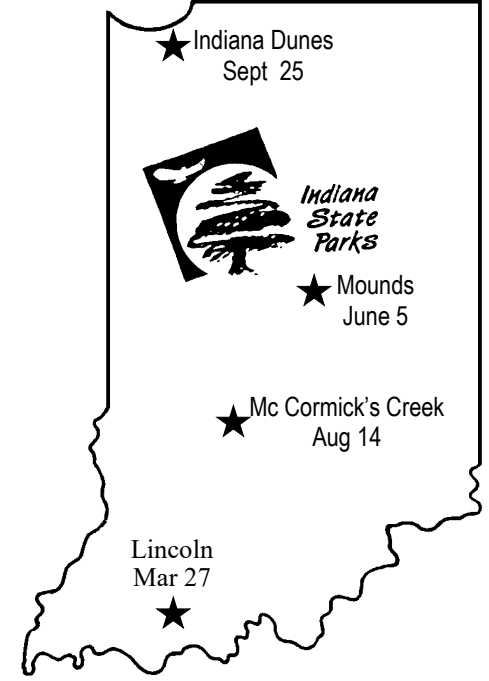 Indiana Dunes
Sept 25
Indiana
State
Parks
Mounds
June 5
Mc Cormick's Creek
Aug 14
Lincoln
Mar 27